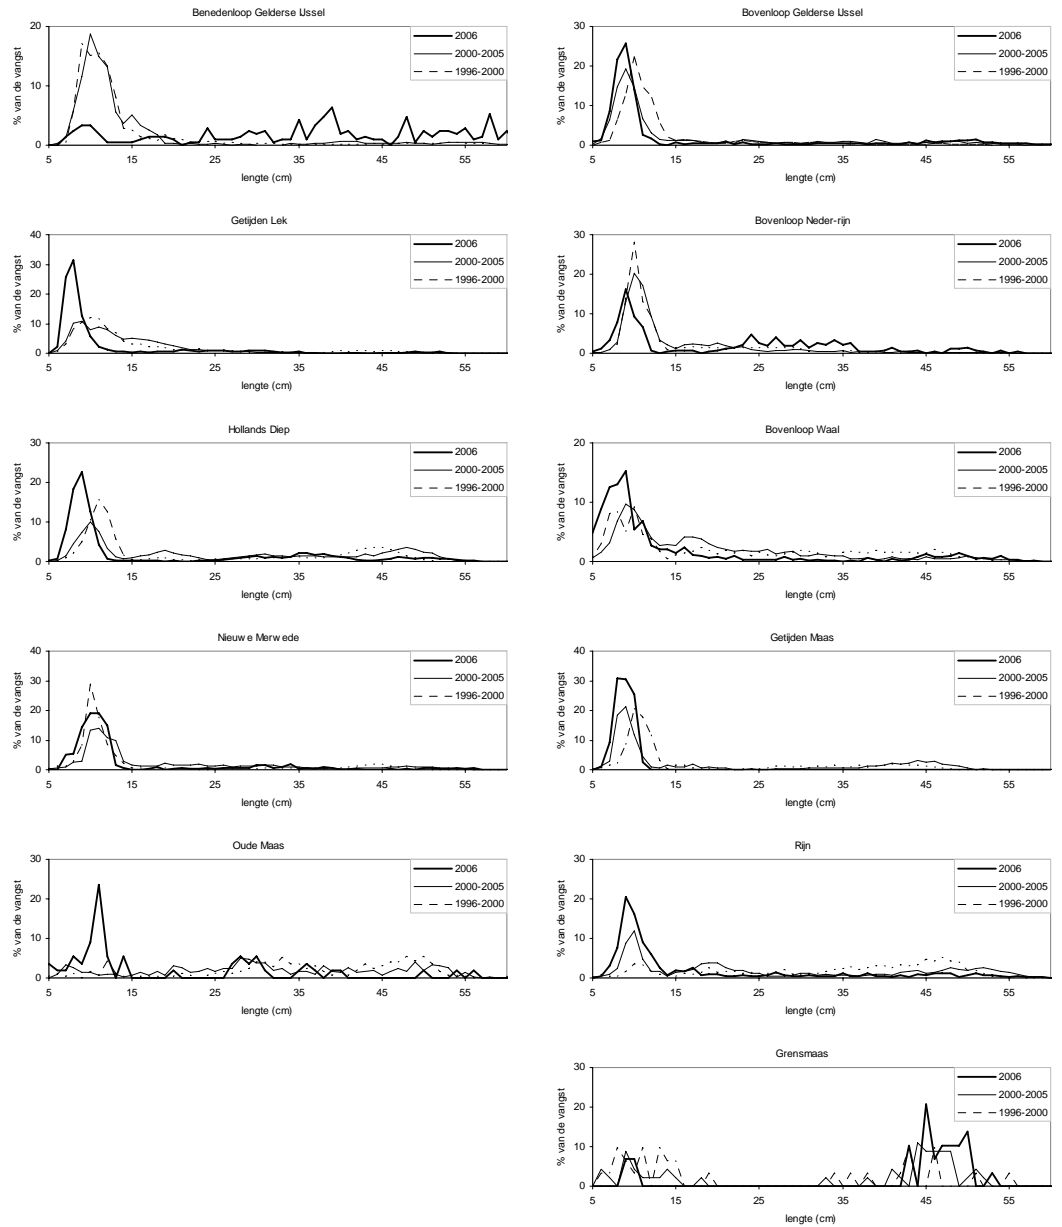 Benedenloop Gelderse IJssel
% van de vangst
20
10
0
5 15 25 35 45 55
lengte (cm)
2006
2000-2005
1996-2000
Bovenloop Gelderse IJssel
% van de vangst
30
20
10
0
5 15 25 35 45 55
lengte (cm)
2006
2000-2005
1996-2000
Getijden Lek
% van de vangst
40
30
20
10
0
5 15 25 35 45 55
lengte (cm)
2006
2000-2005
1996-2000
Bovenloop Neder-rijn
% van de vangst
30
20
10
0
5 15 25 35 45 55
lengte (cm)
2006
2000-2005
1996-2000
Hollands Diep
% van de vangst
30
20
10
0
5 15 25 35 45 55
lengte (cm)
2006
2000-2005
1996-2000
Bovenloop Waal
% van de vangst
20
10
0
5 15 25 35 45 55
lengte (cm)
2006
2000-2005
1996-2000
Nieuwe Merwede
% van de vangst
40
30
20
10
0
5 15 25 35 45 55
lengte (cm)
2006
2000-2005
1996-2000
Getijden Maas
% van de vangst
40
30
20
10
0
5 15 25 35 45 55
lengte (cm)
2006
2000-2005
1996-2000
Oude Maas
% van de vangst
30
20
10
0
5 15 25 35 45 55
lengte (cm)
2006
2000-2005
1996-2000
Rijn
% van de vangst
30
20
10
0
5 15 25 35 45 55
lengte (cm)
2006
2000-2005
1996-2000
Grensmaas
% van de vangst
30
20
10
0
5 15 25 35 45 55
lengte (cm)
2006
2000-2005
1996-2000